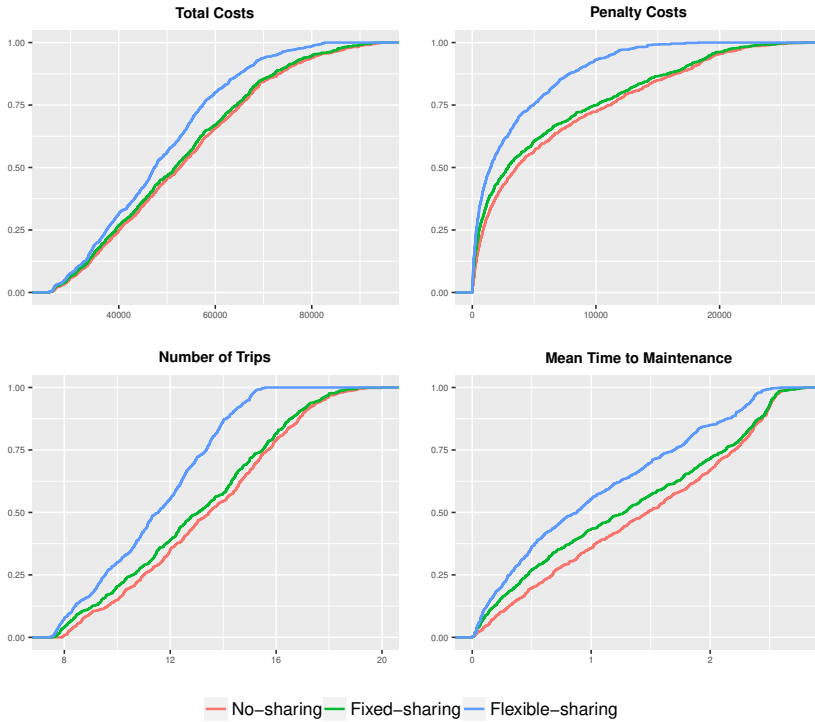 Total Costs
Penalty Costs
1.00
0.75
0.50
0.25
0.00
40000 60000 80000
1.00
0.75
0.50
0.25
0.00
0 10000 20000
Number of Trips
Mean Time to Maintenance
1.00
0.75
0.50
0.25
0.00
8 12 16 20
1.00
0.75
0.50
0.25
0.00
0 1 2
No−sharing Fixed−sharing Flexible−sharing